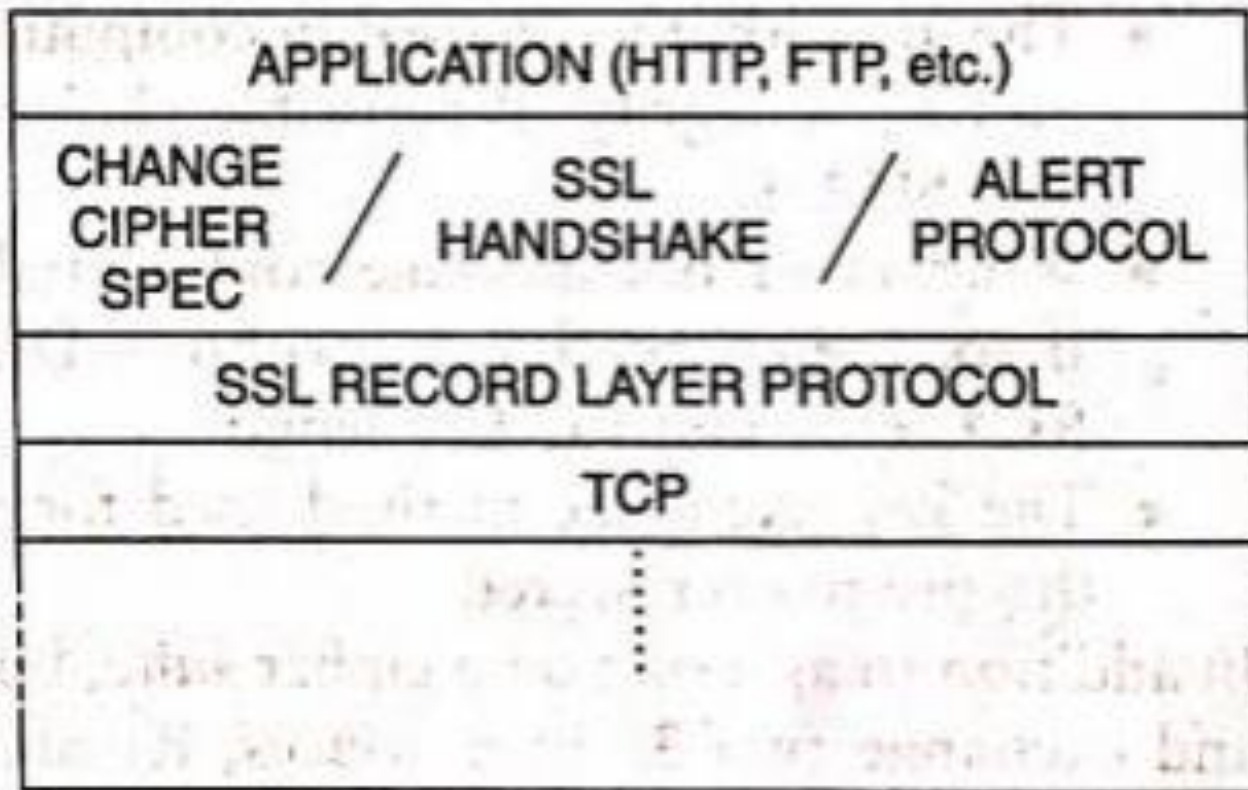 APPLICATION (HTTP, FTP, etc.)
CHANGE CIPHER SPEC / SSL HANDSHAKE / ALERT PROTOCOL
SSL RECORD LAYER PROTOCOL
TCP